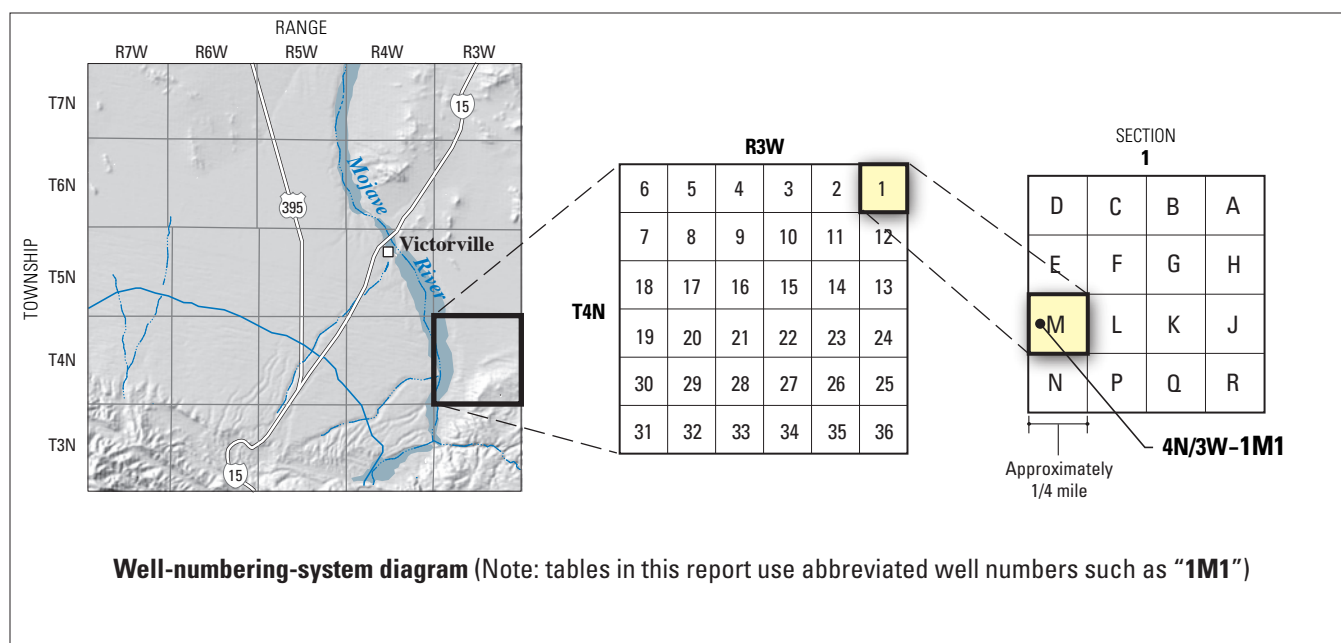 RANGE
R7W R6W R5W R4W R3W
TOWNSHIP
T7N
T6N
T5N
T4N
T3N
15
395
Mojave
River
Victorville
15
R3W
T4N
6 5 4 3 2 1
7 8 9 10 11 12
18 17 16 15 14 13
19 20 21 22 23 24
30 29 28 27 26 25
31 32 33 34 35 36
SECTION
1
D C B A
E F G H
M L K J
N P Q R
Approximately
1/4 mile
4N/3W–1M1
Well-numbering-system diagram (Note: tables in this report use abbreviated well numbers such as “1M1”)